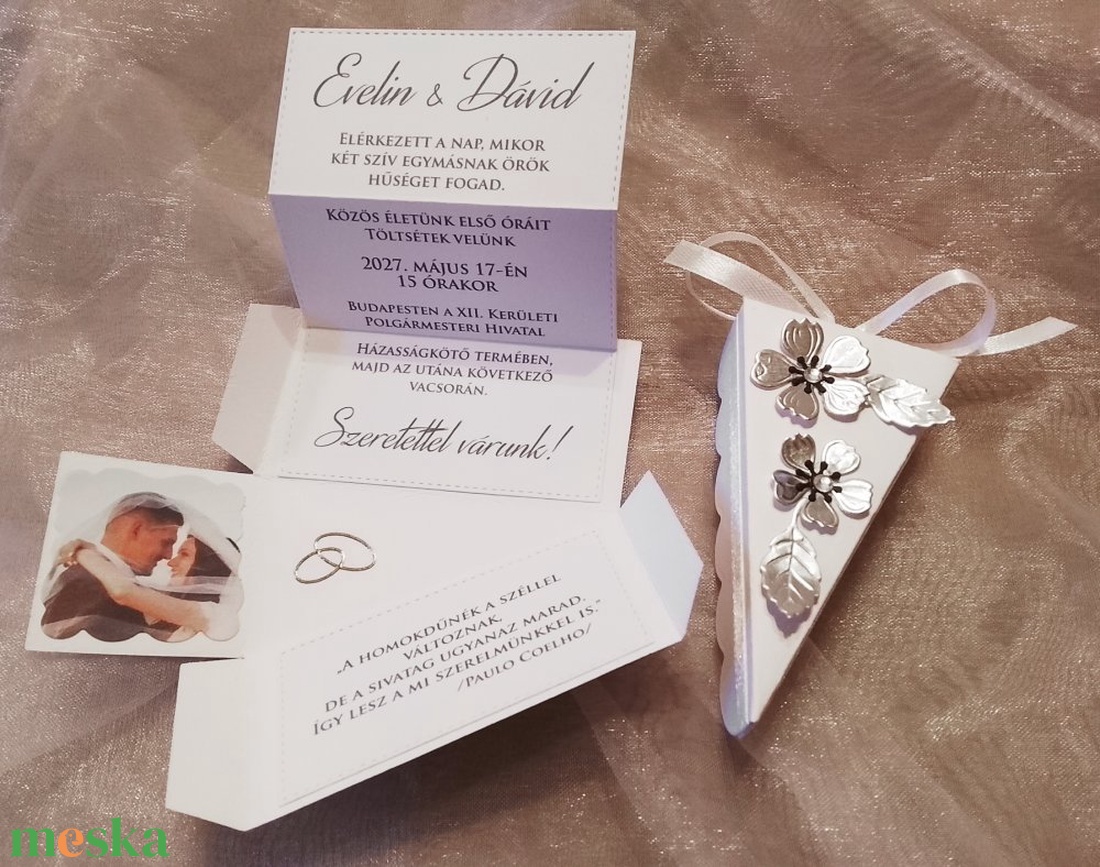 Evelin & Dávid
Elérkezett a nap, mikor
két szív egymásnak örök
hűséget fogad.
Közös életünk első óráit
Töltsétek velünk
2027. május 17-én
15 órakor
Budapesten a XII. Kerületi
Polgármesteri Hivatal
Házasságkötő termében,
majd az utána következő
vacsorán.
Szeretettel várunk!
„A homokdűnék a széllel
változnak,
de a sivatag ugyanaz marad.
Így lesz a mi szerelmünkkel is."
/Paulo Coelho/
meska